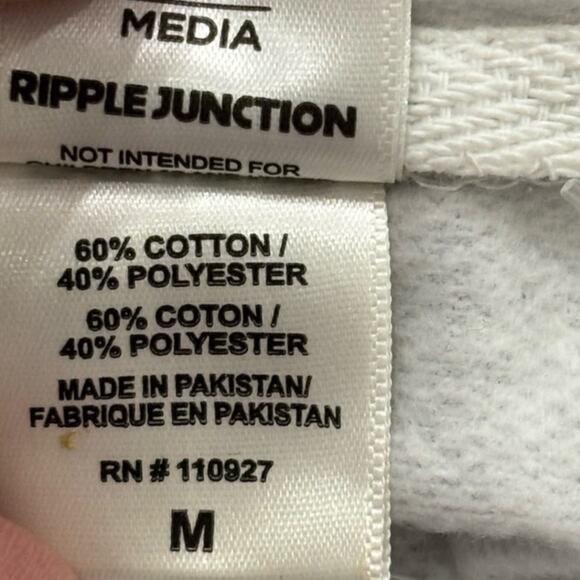 MEDIA
RIPPLE JUNCTION
NOT INTENDED FOR
60% COTTON /
40% POLYESTER
60% COTON /
40% POLYESTER
MADE IN PAKISTAN/
FABRIQUE EN PAKISTAN
RN # 110927
M